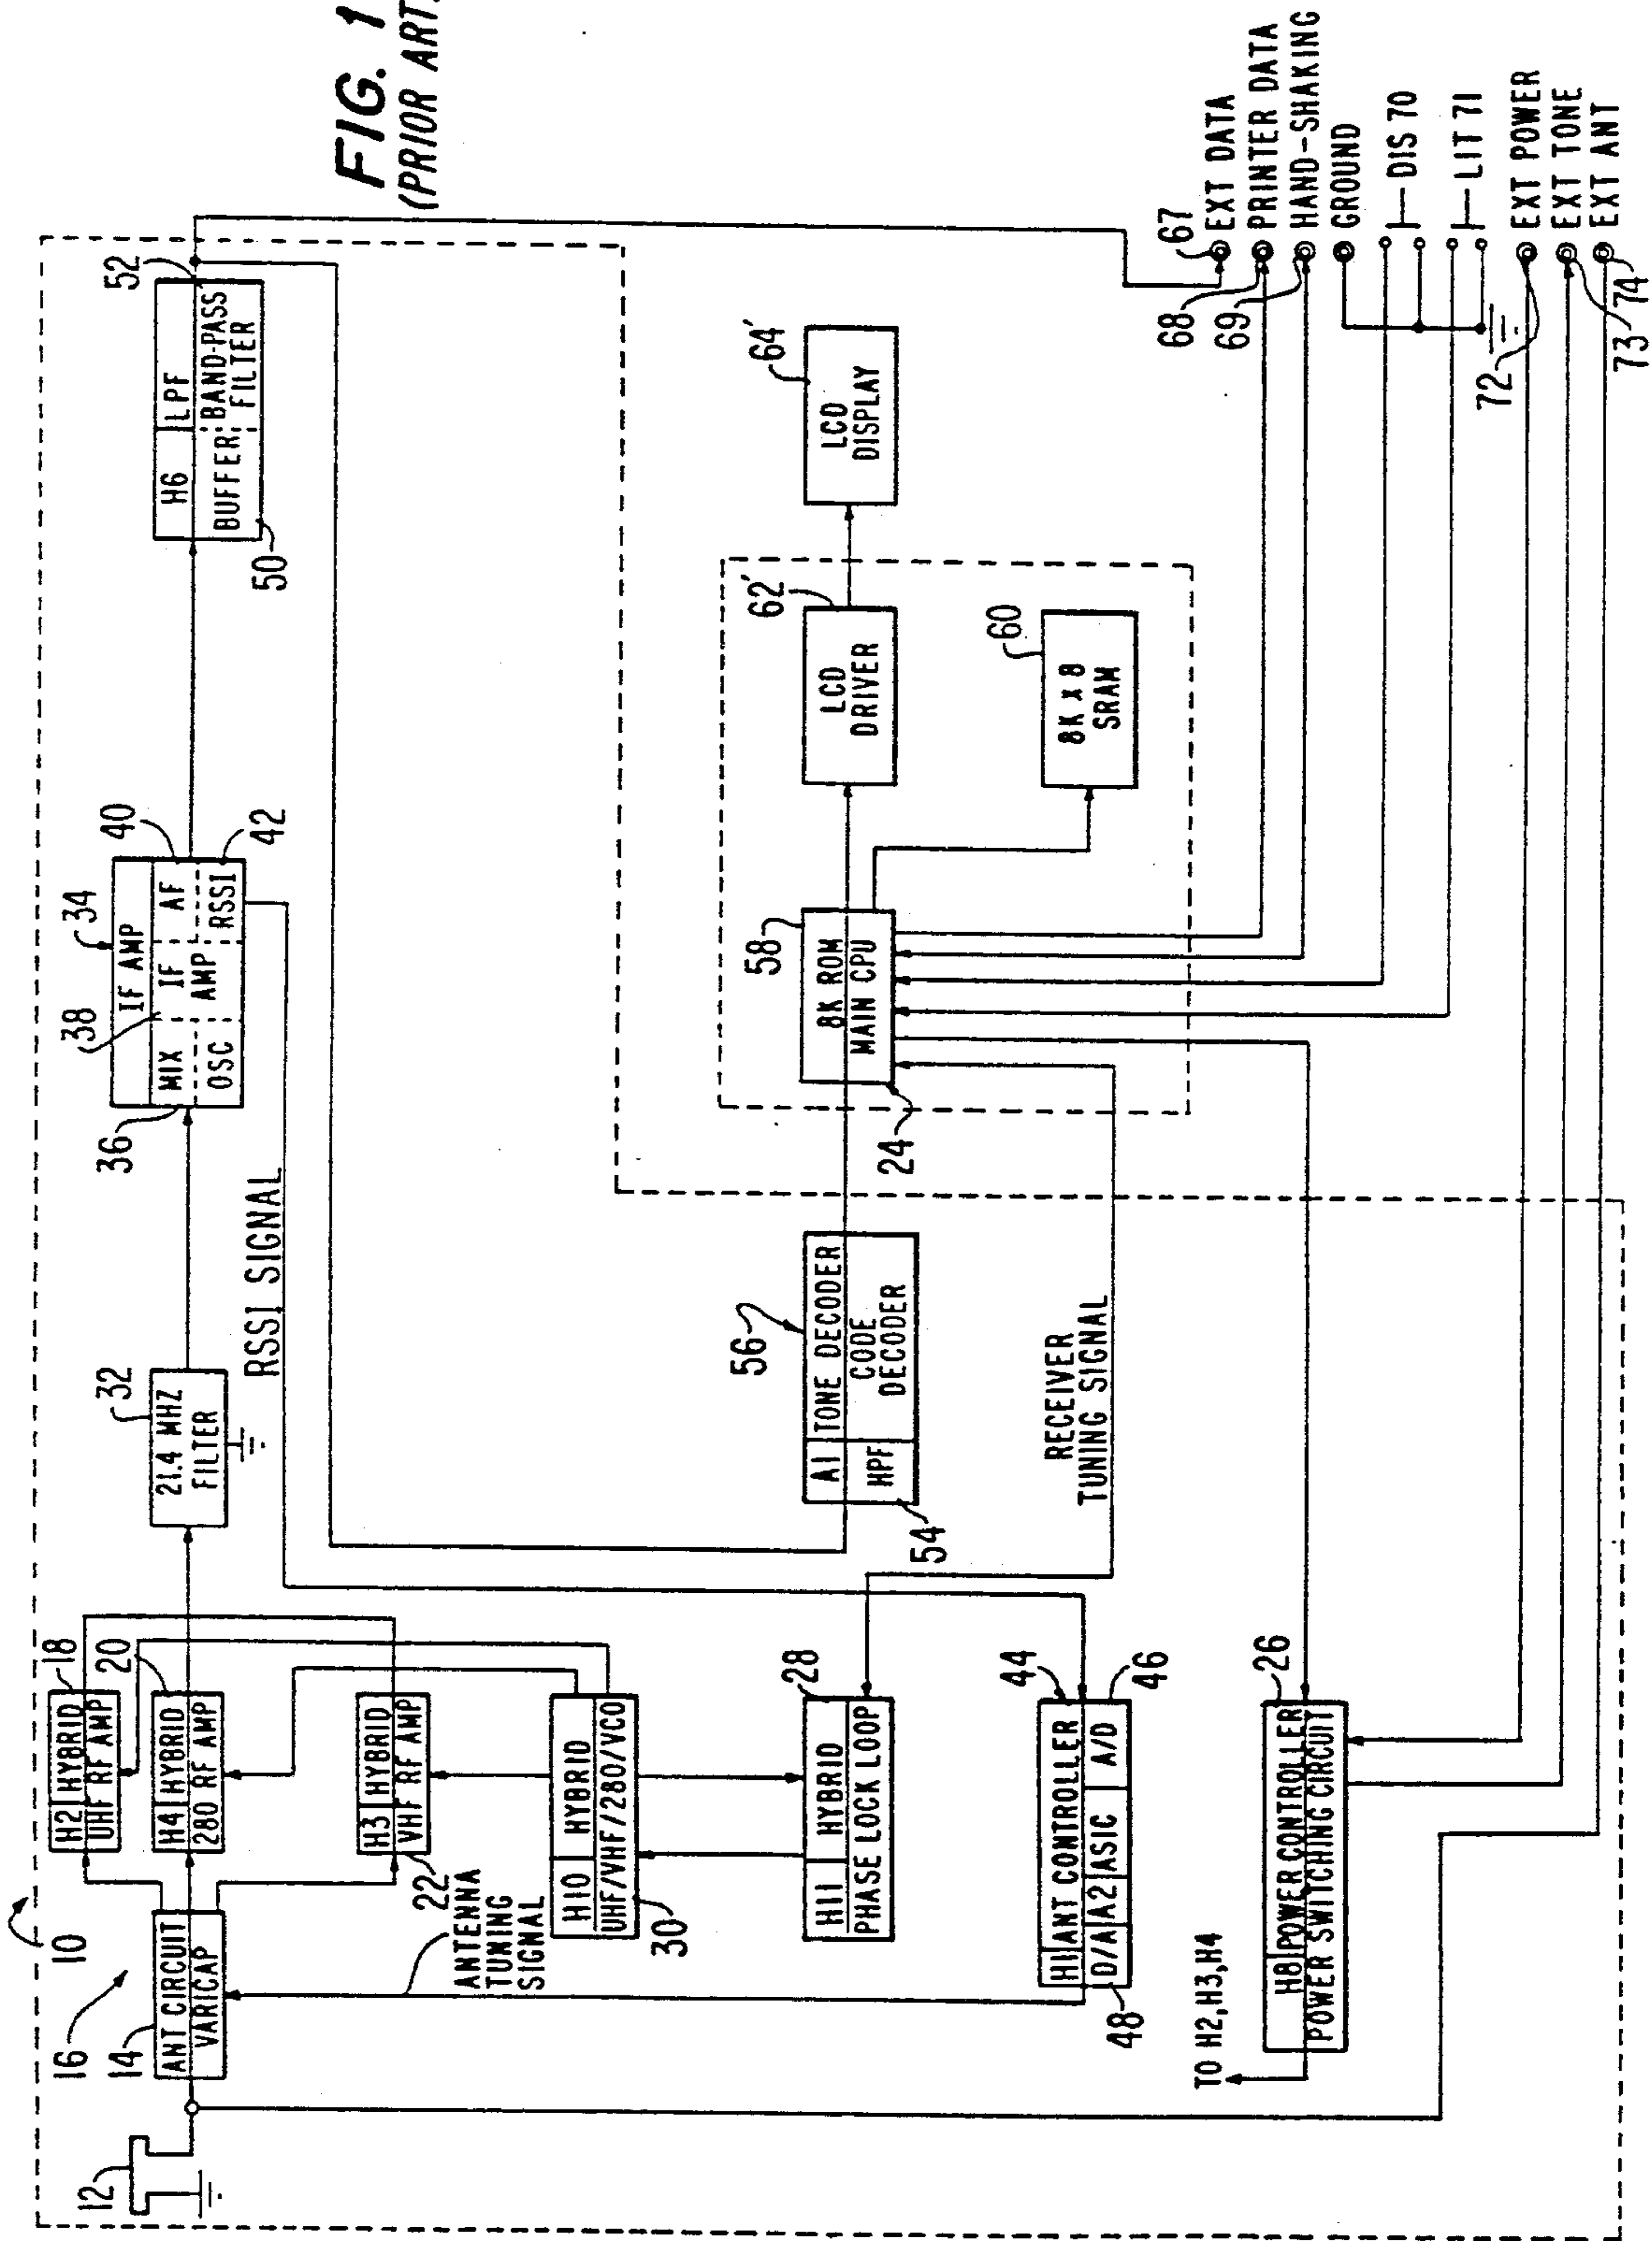 FIG. 1
(PRIOR ART)
10
12
16
14
ANT CIRCUIT
VARICAP
H2 HYBRID
UHF RF AMP
18
H4 HYBRID
280 RF AMP
20
H3 HYBRID
VHF RF AMP
22
ANTENNA
TUNING
SIGNAL
H10 HYBRID
UHF/VHF/280/VCO
30
H11 HYBRID
PHASE LOCK LOOP
28
H1 ANT CONTROLLER
D/A A2 ASIC A/D
44
46
48
TO H2,H3,H4
H8 POWER CONTROLLER
POWER SWITCHING CIRCUIT
26
32
21.4 MHZ
FILTER
RSSI SIGNAL
34
IF AMP
MIX
OSC
IF
AMP
AF
RSSI
36
38
40
42
H6 LPF
BUFFER
BAND-PASS
FILTER
50
52
56
A1 TONE DECODER
HPF
CODE
DECODER
54
RECEIVER
TUNING SIGNAL
58
8K ROM
MAIN CPU
24
LCD
DRIVER
62'
LCD
DISPLAY
64'
8K x 8
SRAM
60
67
EXT DATA
68
PRINTER DATA
69
HAND-SHAKING
GROUND
DIS 70
LIT 71
72
EXT POWER
73
EXT TONE
74
EXT ANT